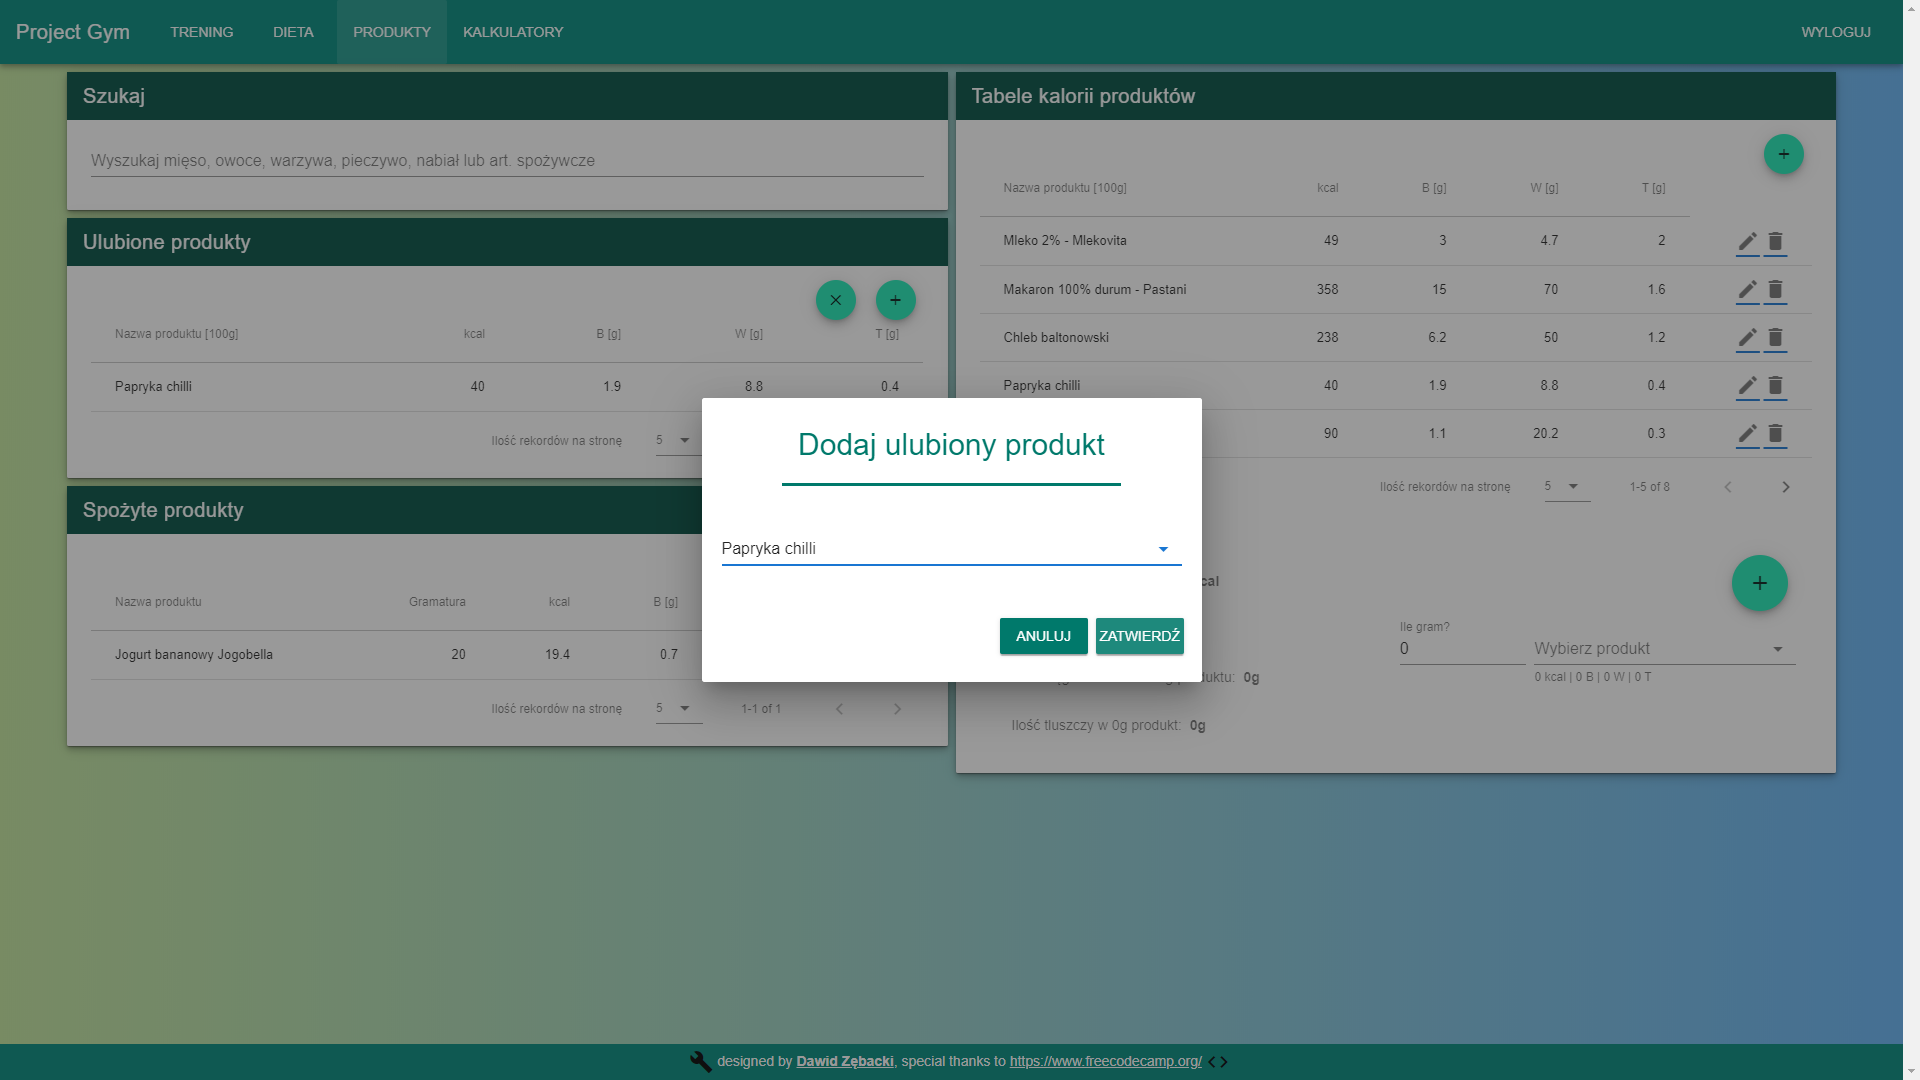 Project Gym TRENING DIETA PRODUKTY KALKULATORY WYLOGUJ
Szukaj
Wyszukaj mięso, owoce, warzywa, pieczywo, nabiał lub art. spożywcze
Ulubione produkty
Nazwa produktu [100g] kcal B [g] W [g] T [g]
Papryka chilli 40 1.9 8.8 0.4
Ilość rekordów na stronę 5
Spożyte produkty
Nazwa produktu Gramatura kcal B [g]
Jogurt bananowy Jogobella 20 19.4 0.7
Ilość rekordów na stronę 5 1-1 of 1
Tabele kalorii produktów
Nazwa produktu [100g] kcal B [g] W [g] T [g]
Mleko 2% - Mlekovita 49 3 4.7 2
Makaron 100% durum - Pastani 358 15 70 1.6
Chleb baltonowski 238 6.2 50 1.2
Papryka chilli 40 1.9 8.8 0.4
90 1.1 20.2 0.3
Ilość rekordów na stronę 5 1-5 of 8
Ile gram?
0 Wybierz produkt
0 kcal | 0 B | 0 W | 0 T
0g
Ilość tłuszczy w 0g produkt: 0g
Dodaj ulubiony produkt
Papryka chilli
ANULUJ ZATWIERDŹ
designed by Dawid Zębacki, special thanks to https://www.freecodecamp.org/